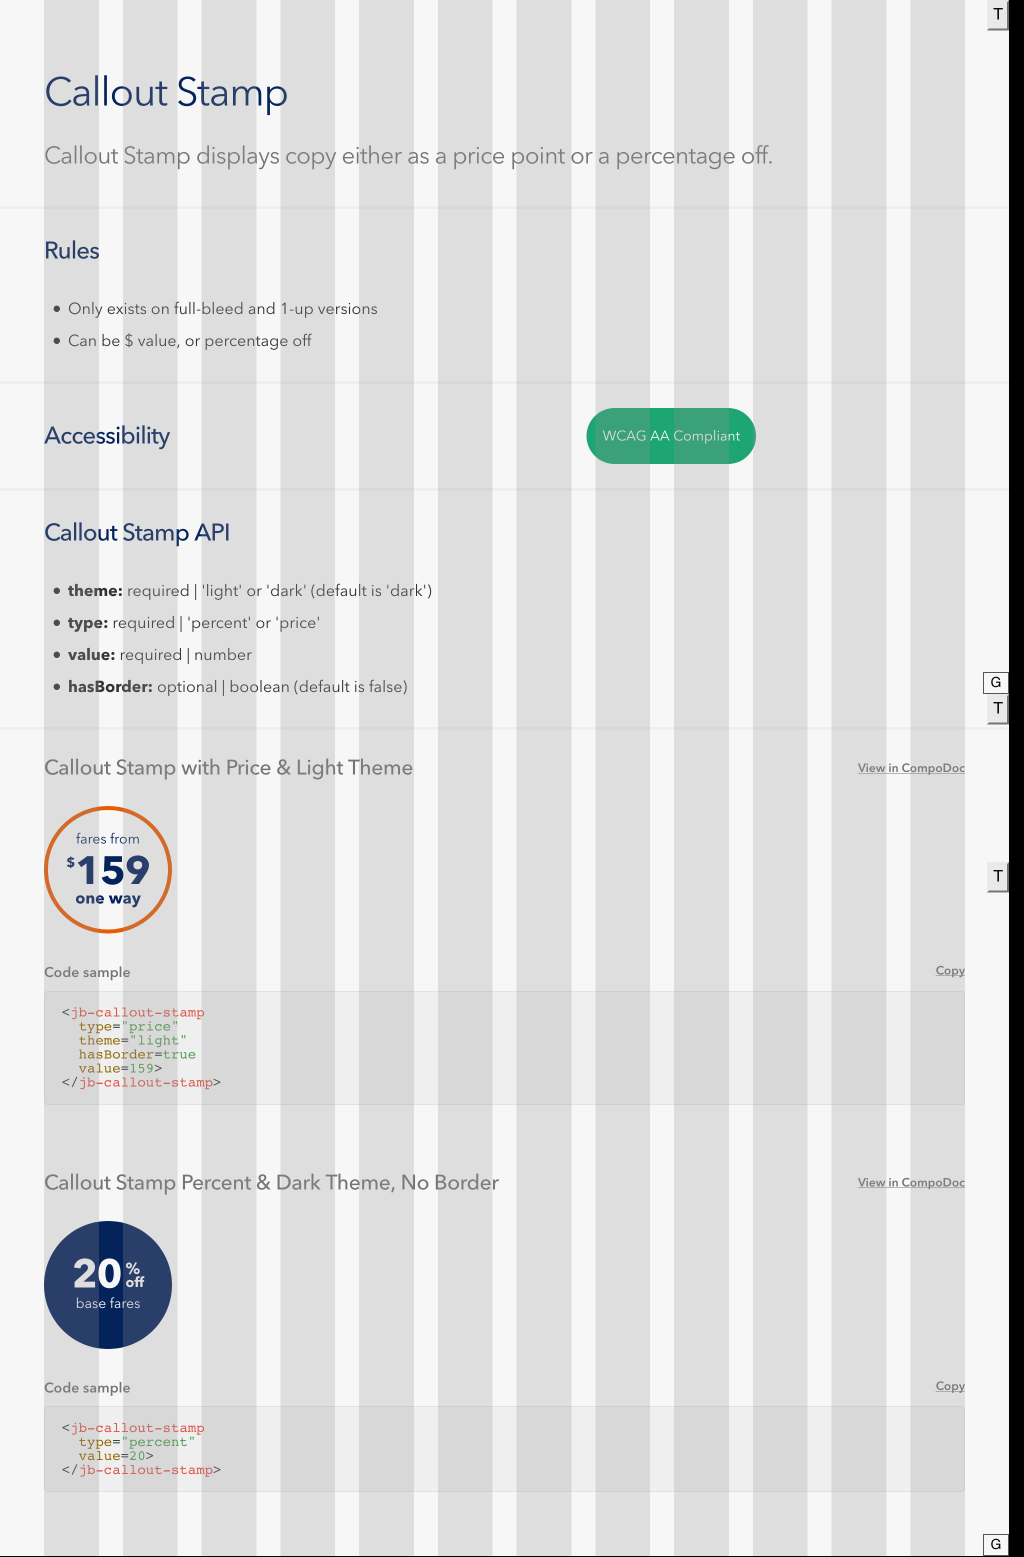 T
Callout Stamp
Callout Stamp displays copy either as a price point or a percentage off.
Rules
• Only exists on full-bleed and 1-up versions
• Can be $ value, or percentage off
Accessibility
WCAG AA Compliant
Callout Stamp API
• theme: required | 'light' or 'dark' (default is 'dark')
• type: required | 'percent' or 'price'
• value: required | number
• hasBorder: optional | boolean (default is false)
G
T
Callout Stamp with Price & Light Theme
View in CompoDoc
fares from
$159
one way
T
Code sample
Copy
<jb-callout-stamp
  type="price"
  theme="light"
  hasBorder=true
  value=159>
</jb-callout-stamp>
Callout Stamp Percent & Dark Theme, No Border
View in CompoDoc
20%
off
base fares
Code sample
Copy
<jb-callout-stamp
  type="percent"
  value=20>
</jb-callout-stamp>
G